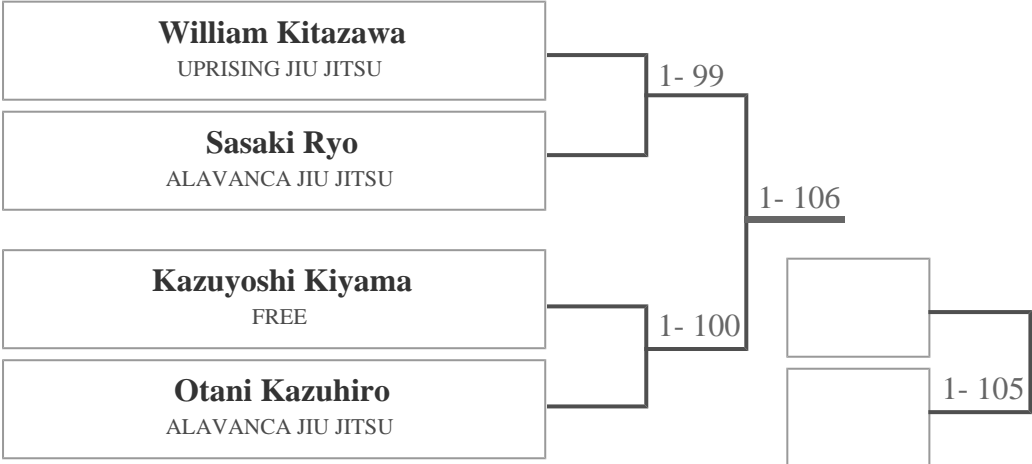 William Kitazawa
UPRISING JIU JITSU
1- 99
Sasaki Ryo
ALAVANCA JIU JITSU
1- 106
Kazuyoshi Kiyama
FREE
1- 100
Otani Kazuhiro
ALAVANCA JIU JITSU
1- 105